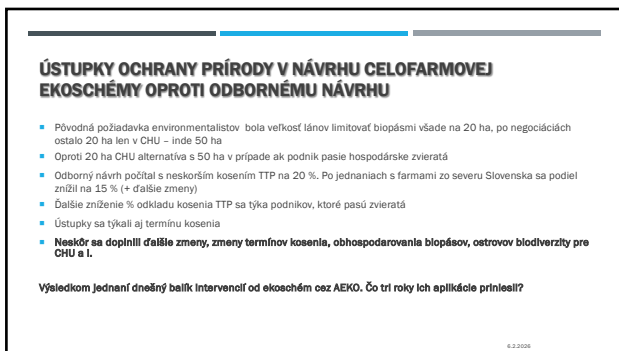 ÚSTUPKY OCHRANY PRÍRODY V NÁVRHU CELOFARMOVEJ
EKOSCHÉMY OPROTI ODBORNÉMU NÁVRHU
Pôvodná požiadavka environmentalistov bola veľkosť lánov limitovať biopásmi všade na 20 ha, po negociáciách
ostalo 20 ha len v CHU – inde 50 ha
Oproti 20 ha CHU alternatíva s 50 ha v prípade ak podnik pasie hospodárske zvieratá
Odborný návrh počítal s neskorším kosením TTP na 20 %. Po jednaniach s farmami zo severu Slovenska sa podiel
znížil na 15 % (+ ďalšie zmeny)
Ďalšie zníženie % odkladu kosenia TTP sa týka podnikov, ktoré pasú zvieratá
Ústupky sa týkali aj termínu kosenia
Neskôr sa doplnili ďalšie zmeny, zmeny termínov kosenia, obhospodarovania biopásov, ostrovov biodiverzity pre
CHU a i.
Výsledkom jednaní dnešný balík intervencií od ekoschém cez AEKO. Čo tri roky ich aplikácie priniesli?
6.2.2026